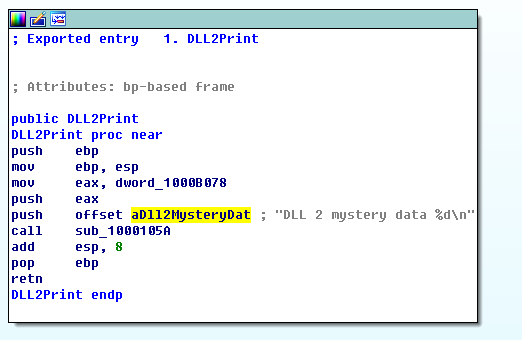 ; Exported entry   1. DLL2Print
; Attributes: bp-based frame
public DLL2Print
DLL2Print proc near
push    ebp
mov     ebp, esp
mov     eax, dword_1000B078
push    eax
push    offset aDll2MysteryDat ; "DLL 2 mystery data %d\n"
call    sub_1000105A
add     esp, 8
pop     ebp
retn
DLL2Print endp